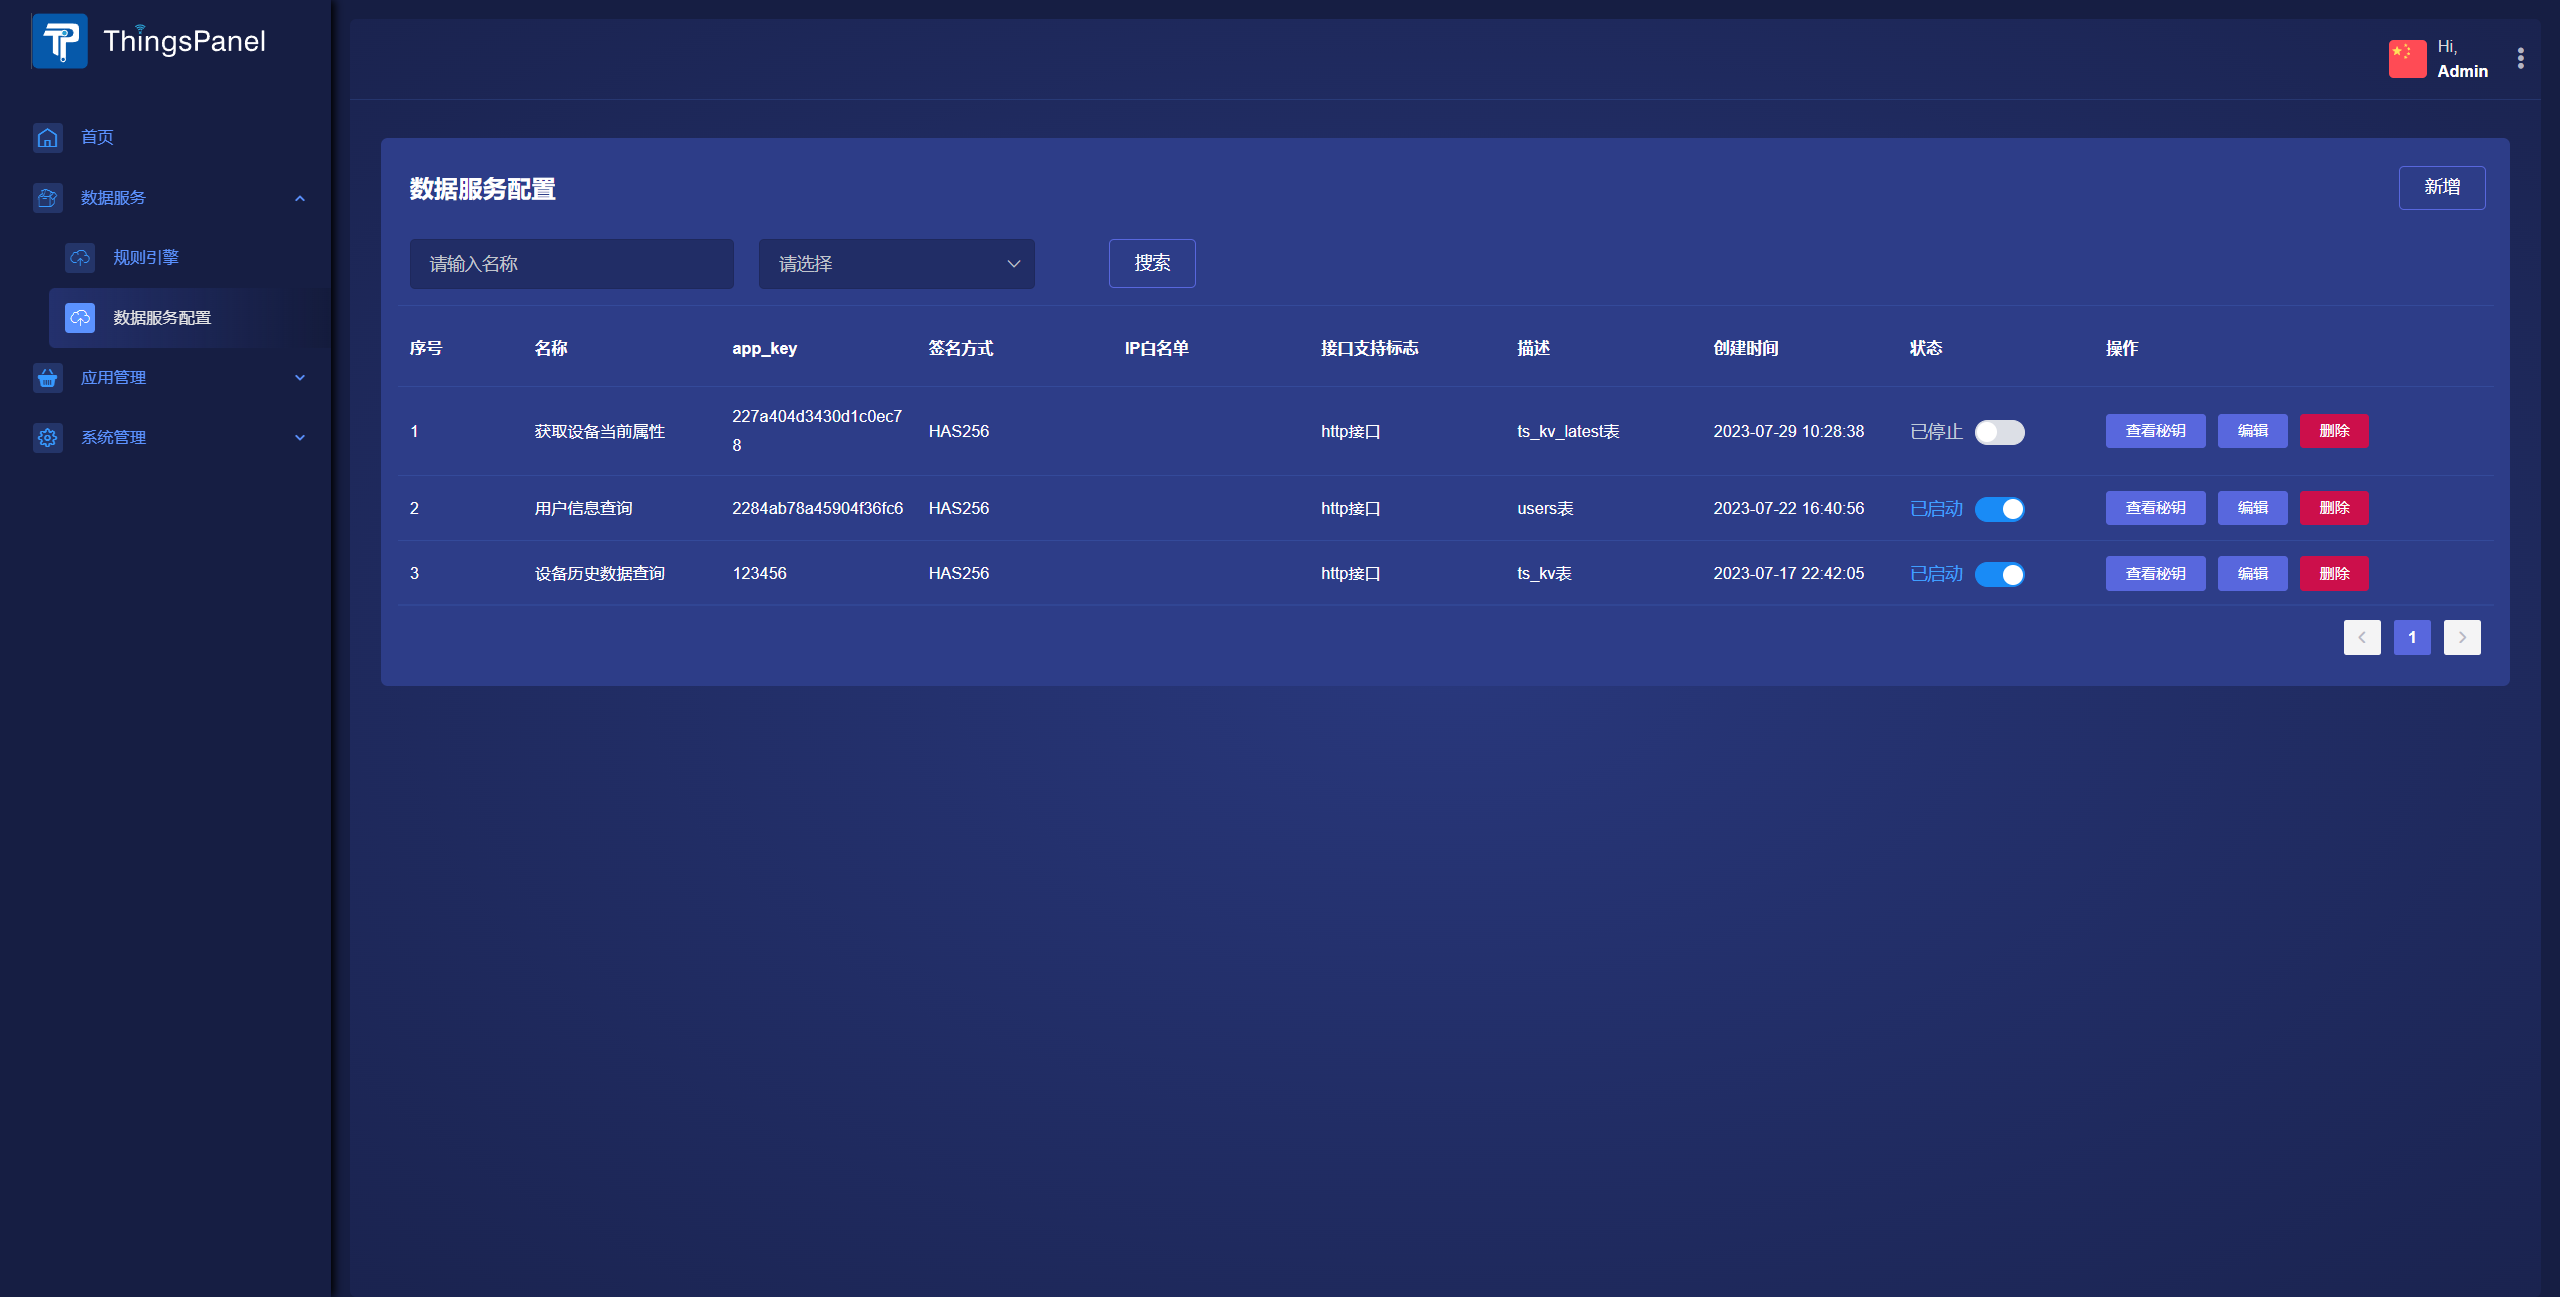 ThingsPanel
Hi,
Admin
首页
数据服务
规则引擎
数据服务配置
应用管理
系统管理
数据服务配置
新增
请输入名称
请选择
搜索
序号 名称 app_key 签名方式 IP白名单 接口支持标志 描述 创建时间 状态 操作
1 获取设备当前属性 227a404d3430d1c0ec7
8 HAS256 http接口 ts_kv_latest表 2023-07-29 10:28:38 已停止 查看秘钥 编辑 删除
2 用户信息查询 2284ab78a45904f36fc6 HAS256 http接口 users表 2023-07-22 16:40:56 已启动 查看秘钥 编辑 删除
3 设备历史数据查询 123456 HAS256 http接口 ts_kv表 2023-07-17 22:42:05 已启动 查看秘钥 编辑 删除
1